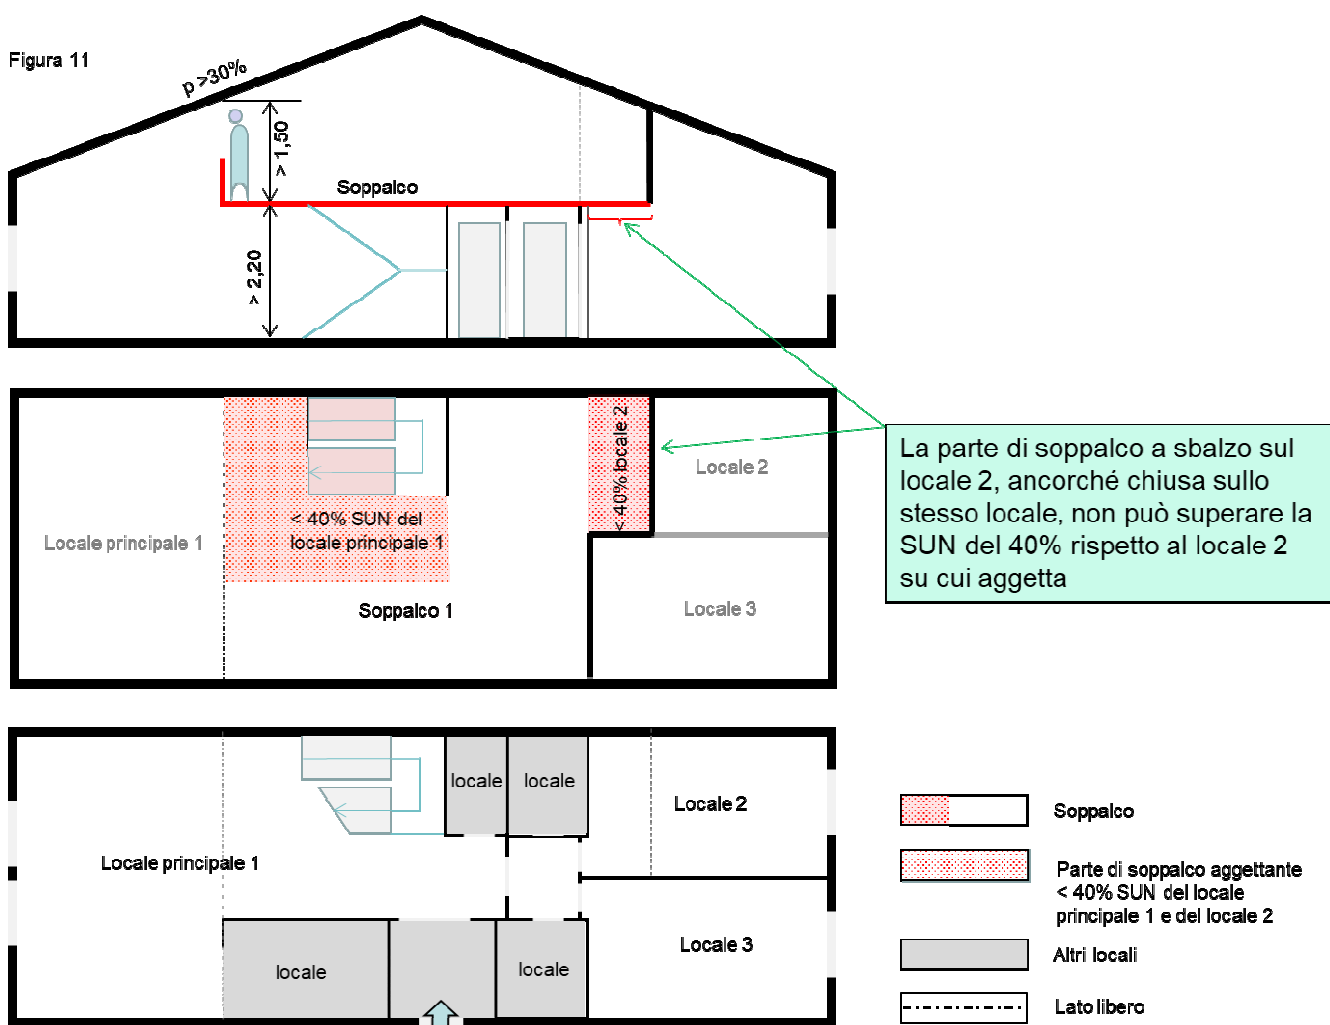 Figura 11
p >30%
> 1,50
Soppalco
> 2,20
< 40% locale 2
Locale 2
< 40% SUN del
locale principale 1
Locale principale 1
Soppalco 1
Locale 3
La parte di soppalco a sbalzo sul
locale 2, ancorché chiusa sullo
stesso locale, non può superare la
SUN del 40% rispetto al locale 2
su cui aggetta
locale
locale
Locale 2
Locale principale 1
locale
locale
Locale 3
Soppalco
Parte di soppalco aggettante
< 40% SUN del locale
principale 1 e del locale 2
Altri locali
Lato libero